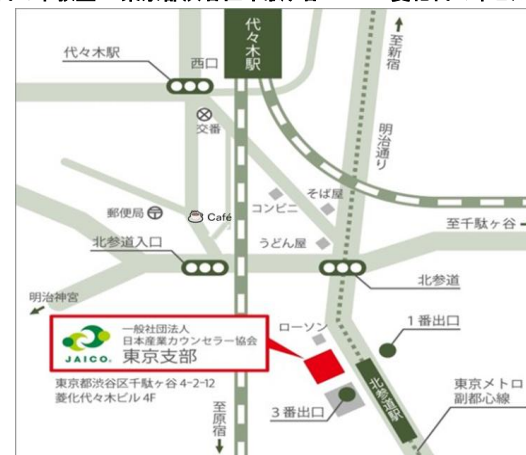 代々木駅
西口
代々木駅
至新宿
明治通り
交番
郵便局
Café
コンビニ
そば屋
うどん屋
至千駄ヶ谷
北参道入口
北参道
明治神宮
ローソン
1番出口
JAICO®
一般社団法人
日本産業カウンセラー協会
東京支部
東京都渋谷区千駄ヶ谷 4-2-12
菱化代々木ビル 4F
至原宿
3番出口
北参道駅
東京メトロ
副都心線